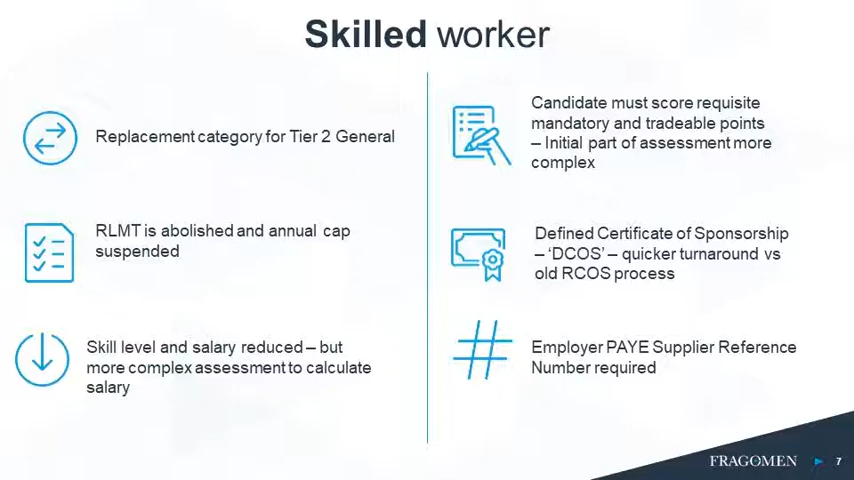 Skilled worker
Replacement category for Tier 2 General
RLMT is abolished and annual cap
suspended
Skill level and salary reduced – but
more complex assessment to calculate
salary
Candidate must score requisite
mandatory and tradeable points
– Initial part of assessment more
complex
Defined Certificate of Sponsorship
– ‘DCOS’ – quicker turnaround vs
old RCOS process
Employer PAYE Supplier Reference
Number required
FRAGOMEN
7